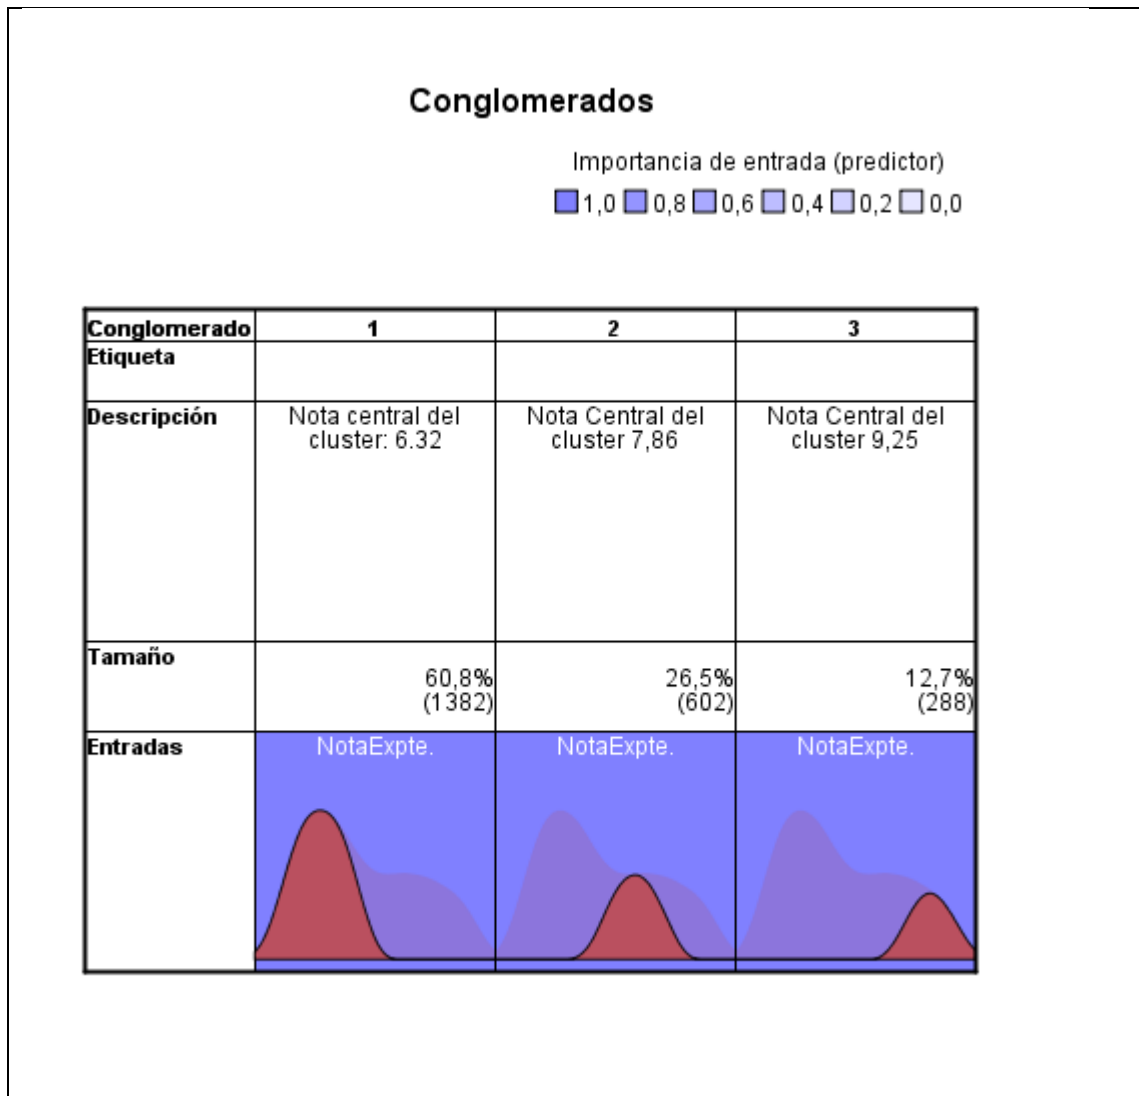 Conglomerados
Importancia de entrada (predictor)
1,0 0,8 0,6 0,4 0,2 0,0
Conglomerado 1 2 3
Etiqueta
Descripción Nota central del Nota Central del Nota Central del
cluster: 6.32 cluster 7,86 cluster 9,25
Tamaño
60,8% 26,5% 12,7%
(1382) (602) (288)
Entradas NotaExpte. NotaExpte. NotaExpte.